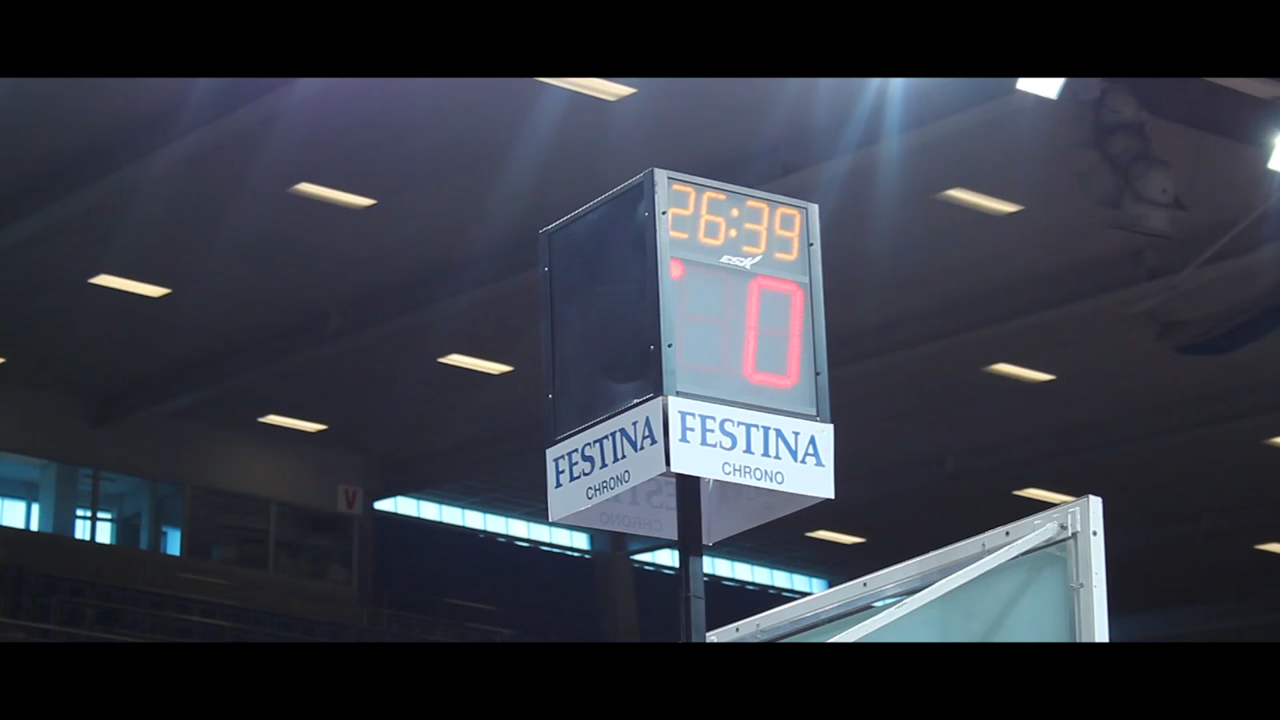 26:39
0
FESTINA
CHRONO
FESTINA
CHRONO
V